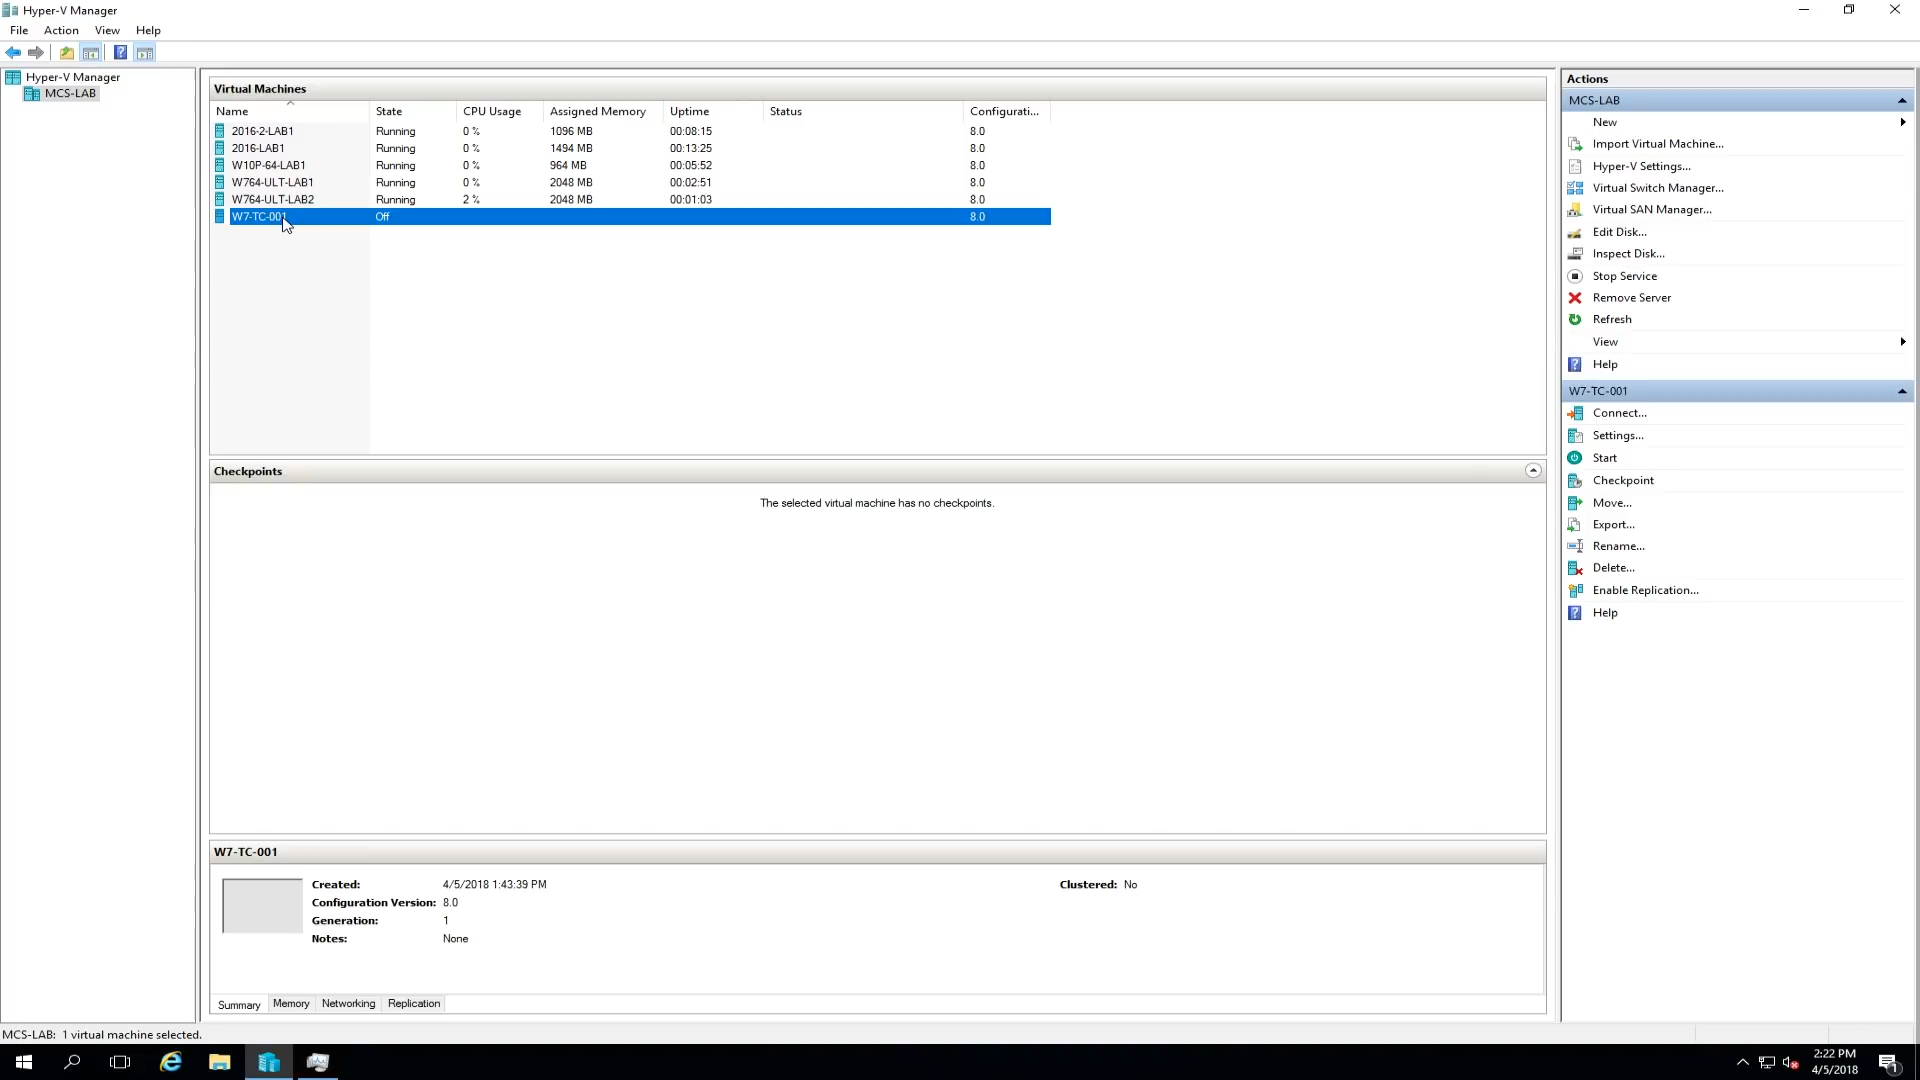 Hyper-V Manager
File Action View Help
Hyper-V Manager
MCS-LAB
Virtual Machines
Name State CPU Usage Assigned Memory Uptime Status Configurati...
2016-2-LAB1 Running 0 % 1096 MB 00:08:15 8.0
2016-LAB1 Running 0 % 1494 MB 00:13:25 8.0
W10P-64-LAB1 Running 0 % 964 MB 00:05:52 8.0
W764-ULT-LAB1 Running 0 % 2048 MB 00:02:51 8.0
W764-ULT-LAB2 Running 2 % 2048 MB 00:01:03 8.0
W7-TC-001 Off 8.0
Checkpoints
The selected virtual machine has no checkpoints.
W7-TC-001
Created: 4/5/2018 1:43:39 PM Clustered: No
Configuration Version: 8.0
Generation: 1
Notes: None
Summary Memory Networking Replication
Actions
MCS-LAB
New
Import Virtual Machine...
Hyper-V Settings...
Virtual Switch Manager...
Virtual SAN Manager...
Edit Disk...
Inspect Disk...
Stop Service
Remove Server
Refresh
View
Help
W7-TC-001
Connect...
Settings...
Start
Checkpoint
Move...
Export...
Rename...
Delete...
Enable Replication...
Help
MCS-LAB: 1 virtual machine selected.
2:22 PM
4/5/2018
1